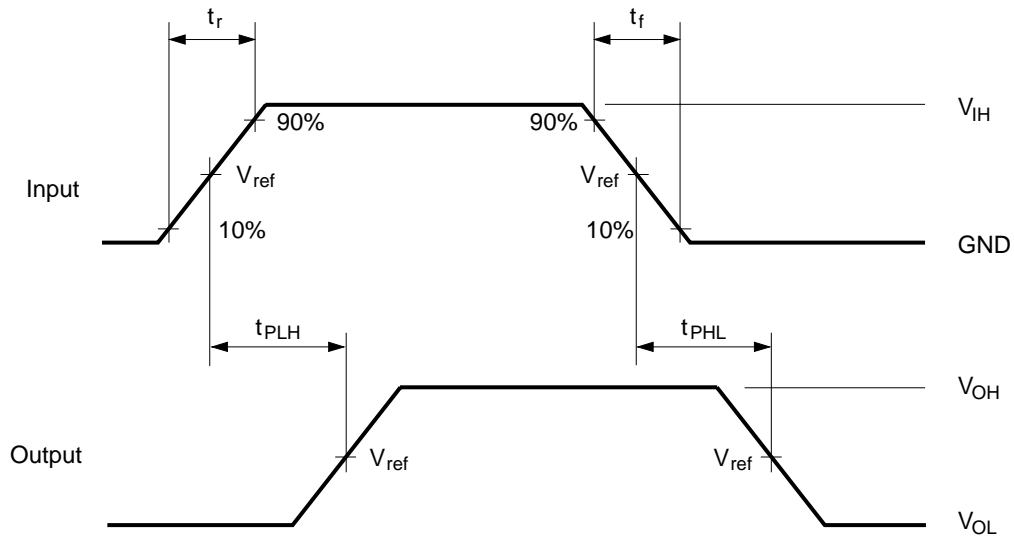 tr tf
90% 90% VIH
Input Vref Vref
10% 10% GND
tPLH tPHL
VOH
Output Vref Vref
VOL